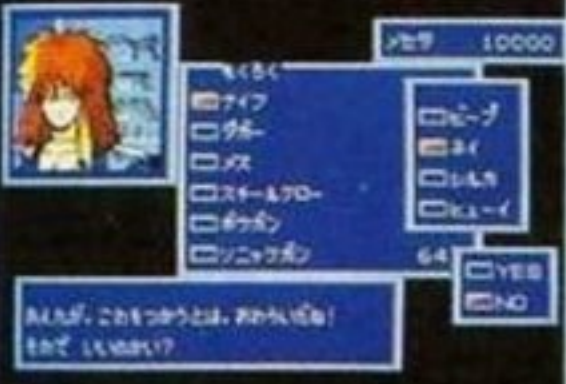 メセタ 10000
もくろく
ナイフ
ダガー
メス
スチールクロー
ボウガン
ソニックガン 64
ネイ
シルカ
ヒューイ
YES
NO
あんたが、これをつかうとは、おわらいだね!
それで いいのかい?